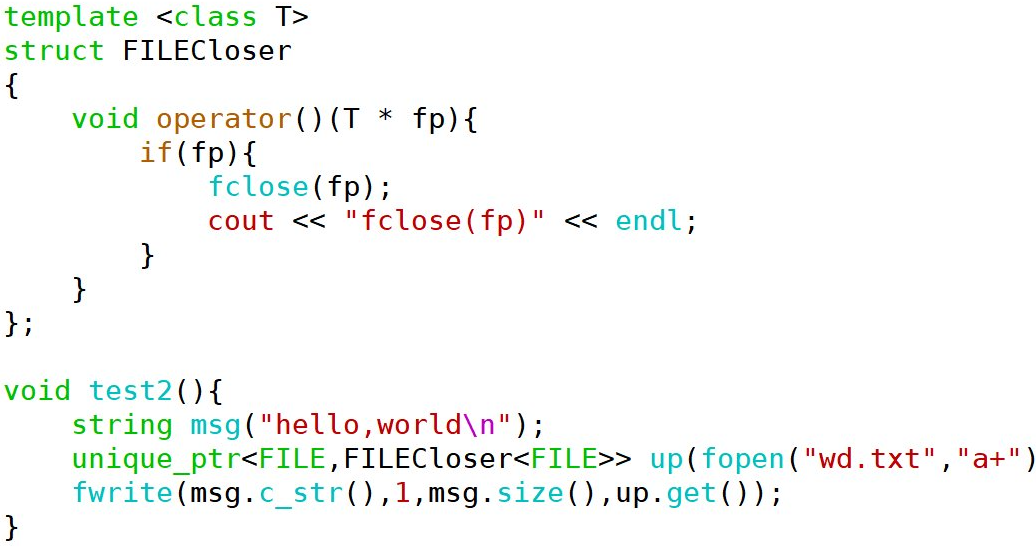 template <class T>
struct FILECloser
{
    void operator()(T * fp){
        if(fp){
            fclose(fp);
            cout << "fclose(fp)" << endl;
        }
    }
};

void test2(){
    string msg("hello,world\n");
    unique_ptr<FILE,FILECloser<FILE>> up(fopen("wd.txt","a+")
    fwrite(msg.c_str(),1,msg.size(),up.get());
}